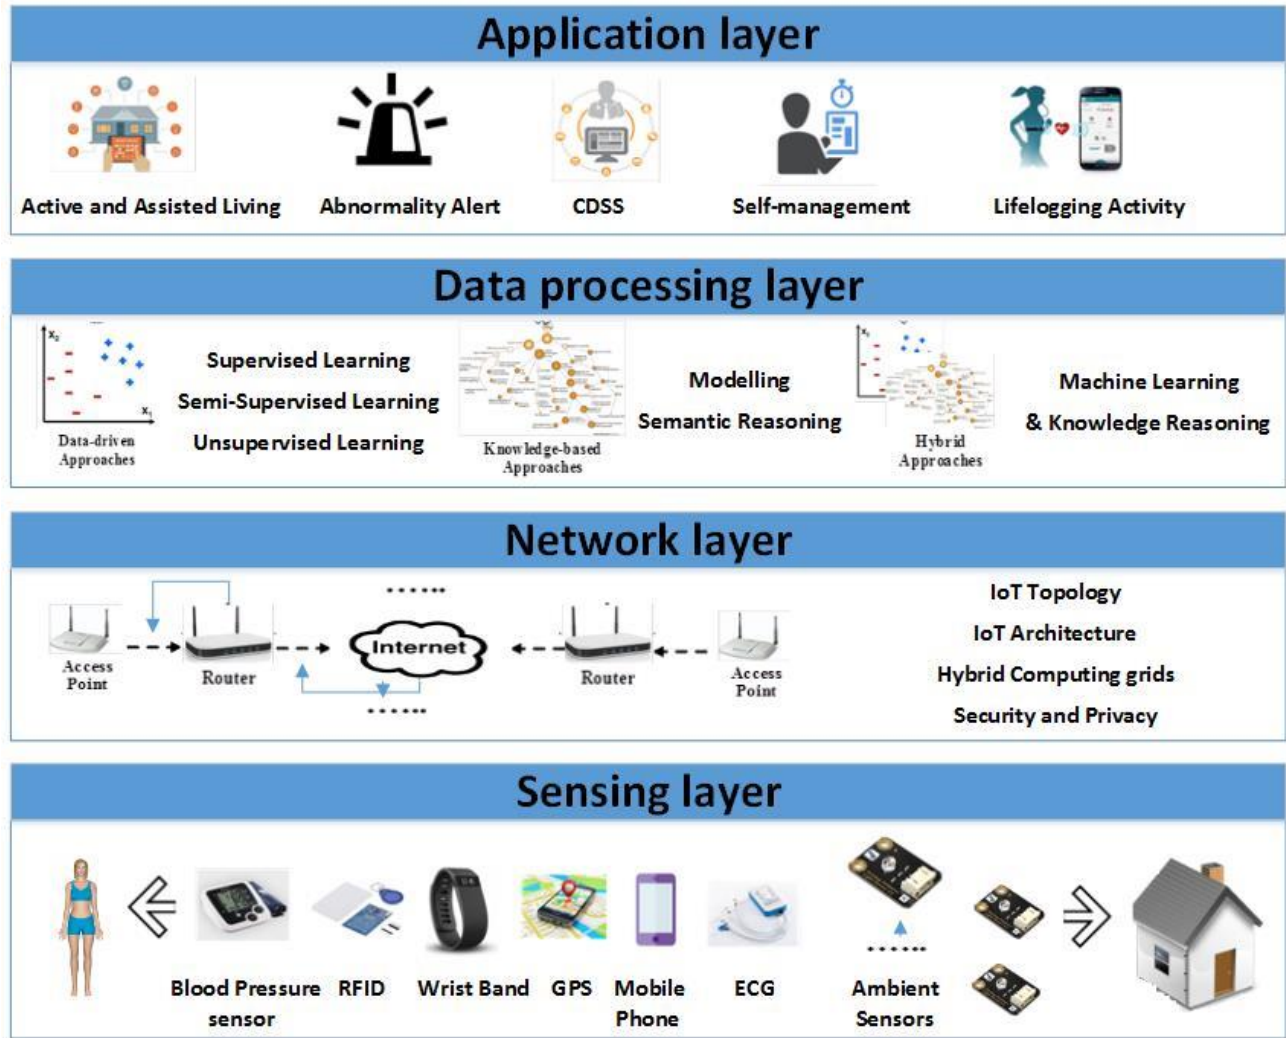 Application layer
Active and Assisted Living
Abnormality Alert
CDSS
Self-management
Lifelogging Activity
Data processing layer
X2
X1
Data-driven
Approaches
Supervised Learning
Semi-Supervised Learning
Unsupervised Learning
Knowledge-based
Approaches
Modelling
Semantic Reasoning
Hybrid
Approaches
Machine Learning
& Knowledge Reasoning
Network layer
Access
Point
Router
......
Internet
......
Router
Access
Point
IoT Topology
IoT Architecture
Hybrid Computing grids
Security and Privacy
Sensing layer
Blood Pressure
sensor
RFID
Wrist Band
GPS
Mobile
Phone
ECG
......
Ambient
Sensors